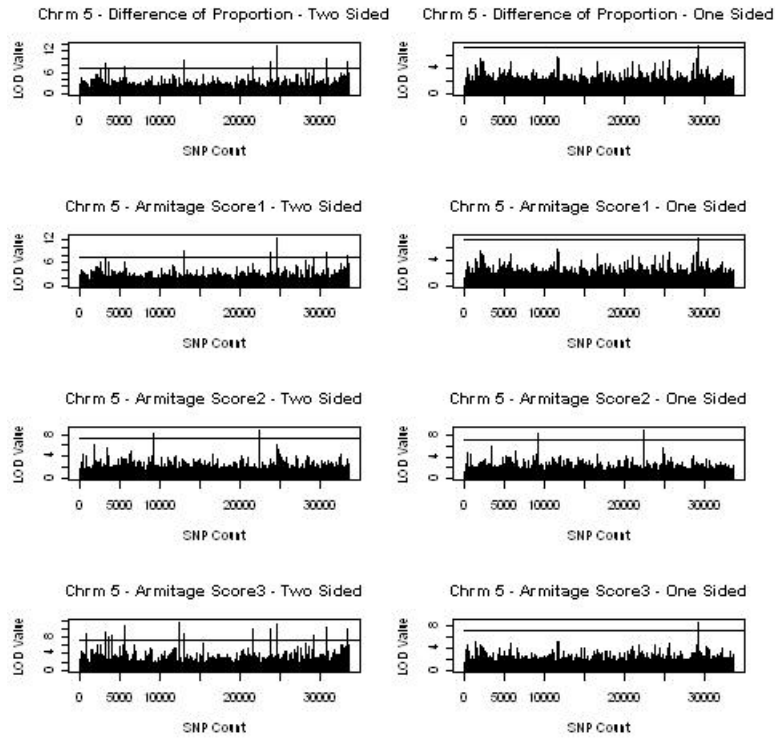 Chrm 5 - Difference of Proportion - Two Sided
LOD Value
12
6
0
0 5000 10000 20000 30000
SNP Count
Chrm 5 - Difference of Proportion - One Sided
LOD Value
4
0
0 5000 10000 20000 30000
SNP Count
Chrm 5 - Armitage Score1 - Two Sided
LOD Value
12
6
0
0 5000 10000 20000 30000
SNP Count
Chrm 5 - Armitage Score1 - One Sided
LOD Value
4
0
0 5000 10000 20000 30000
SNP Count
Chrm 5 - Armitage Score2 - Two Sided
LOD Value
8
4
0
0 5000 10000 20000 30000
SNP Count
Chrm 5 - Armitage Score2 - One Sided
LOD Value
8
4
0
0 5000 10000 20000 30000
SNP Count
Chrm 5 - Armitage Score3 - Two Sided
LOD Value
8
4
0
0 5000 10000 20000 30000
SNP Count
Chrm 5 - Armitage Score3 - One Sided
LOD Value
8
4
0
0 5000 10000 20000 30000
SNP Count